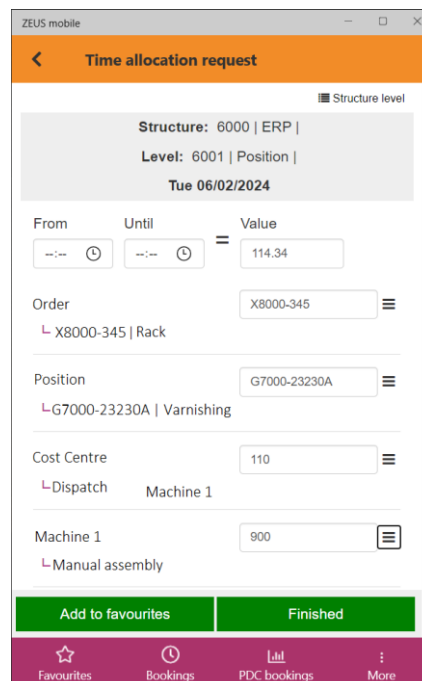 ZEUS mobile
Time allocation request
Structure level
Structure: 6000 | ERP |
Level: 6001 | Position |
Tue 06/02/2024
From Until Value
--:-- --:-- = 114.34
Order X8000-345
X8000-345 | Rack
Position G7000-23230A
G7000-23230A | Varnishing
Cost Centre 110
Dispatch Machine 1
Machine 1 900
Manual assembly
Add to favourites Finished
Favourites Bookings PDC bookings More